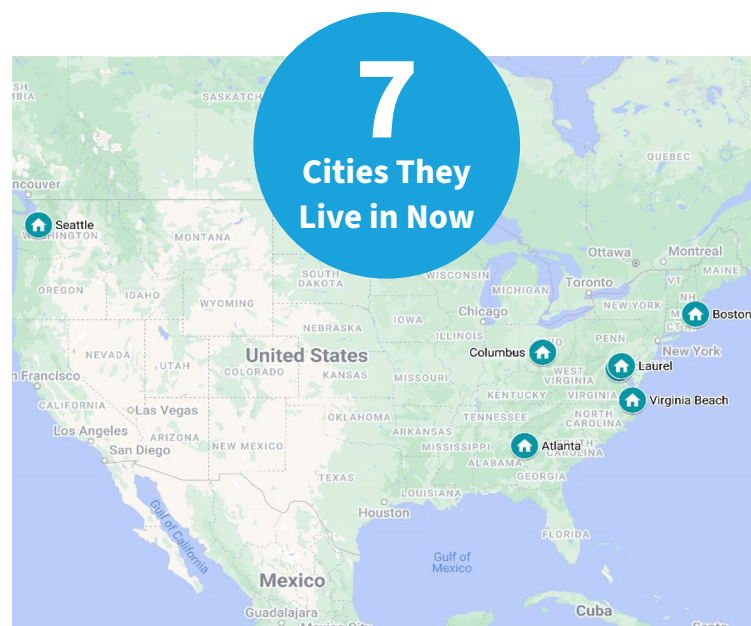 7
Cities They
Live in Now
SASKATCH
QUEBEC
ncouver
Seattle
MONTANA
Ottawa
Montreal
MAINE
SOUTH
DAKOTA
WISCONSIN
Toronto
VT
OREGON
IDAHO
MICHIGAN
NH
WYOMING
Chicago
NEW YORK
Boston
IOWA
NEBRASKA
ILLINOIS
PENN
NEVADA
United States
Columbus
New York
UTAH
COLORADO
KANSAS
MISSOURI
WEST
VIRGINIA
Laurel
n Francisco
KENTUCKY
VIRGINIA
Virginia Beach
CALIFORNIA
Las Vegas
OKLAHOMA
TENNESSEE
NORTH
CAROLINA
Los Angeles
ARIZONA
NEW MEXICO
ARKANSAS
MISSISSIPPI
Atlanta
San Diego
ALABAMA
CAROLINA
TEXAS
GEORGIA
LOUISIANA
Houston
Gulf of
California
FLORIDA
Gulf of
Mexico
Mexico
Guadalajara
Cuba